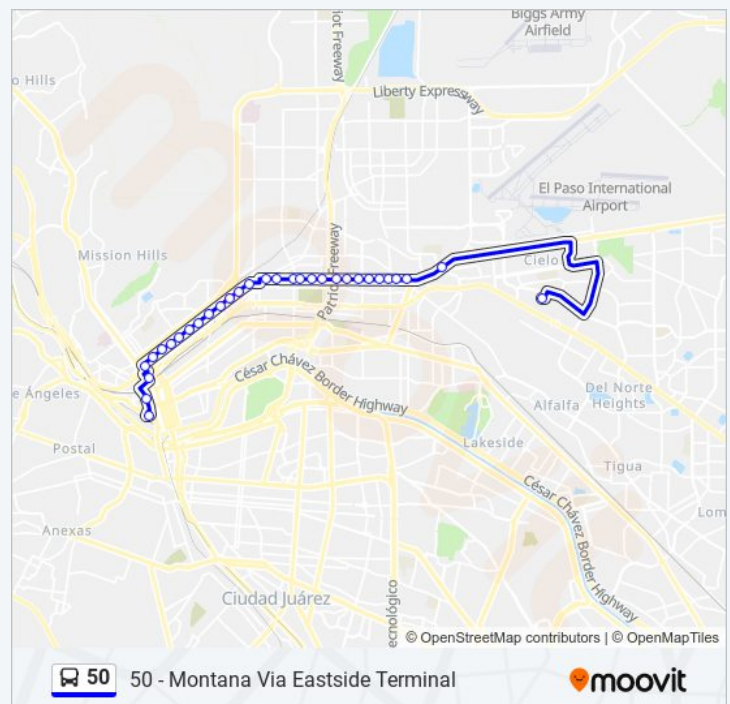 Biggs Army
Airfield
iot Freeway
o Hills
Liberty Expressway
El Paso International
Airport
Mission Hills
Patrio Freeway
Cielo
César Chávez Border Highway
e Ángeles
Del Norte
Heights
Alfalfa
Postal
Lakeside
Tigua
César Chávez Border Highway
Lom
Anexas
Ciudad Juárez
ecnológico
© OpenStreetMap contributors | © OpenMapTiles
50 50 - Montana Via Eastside Terminal
moovit